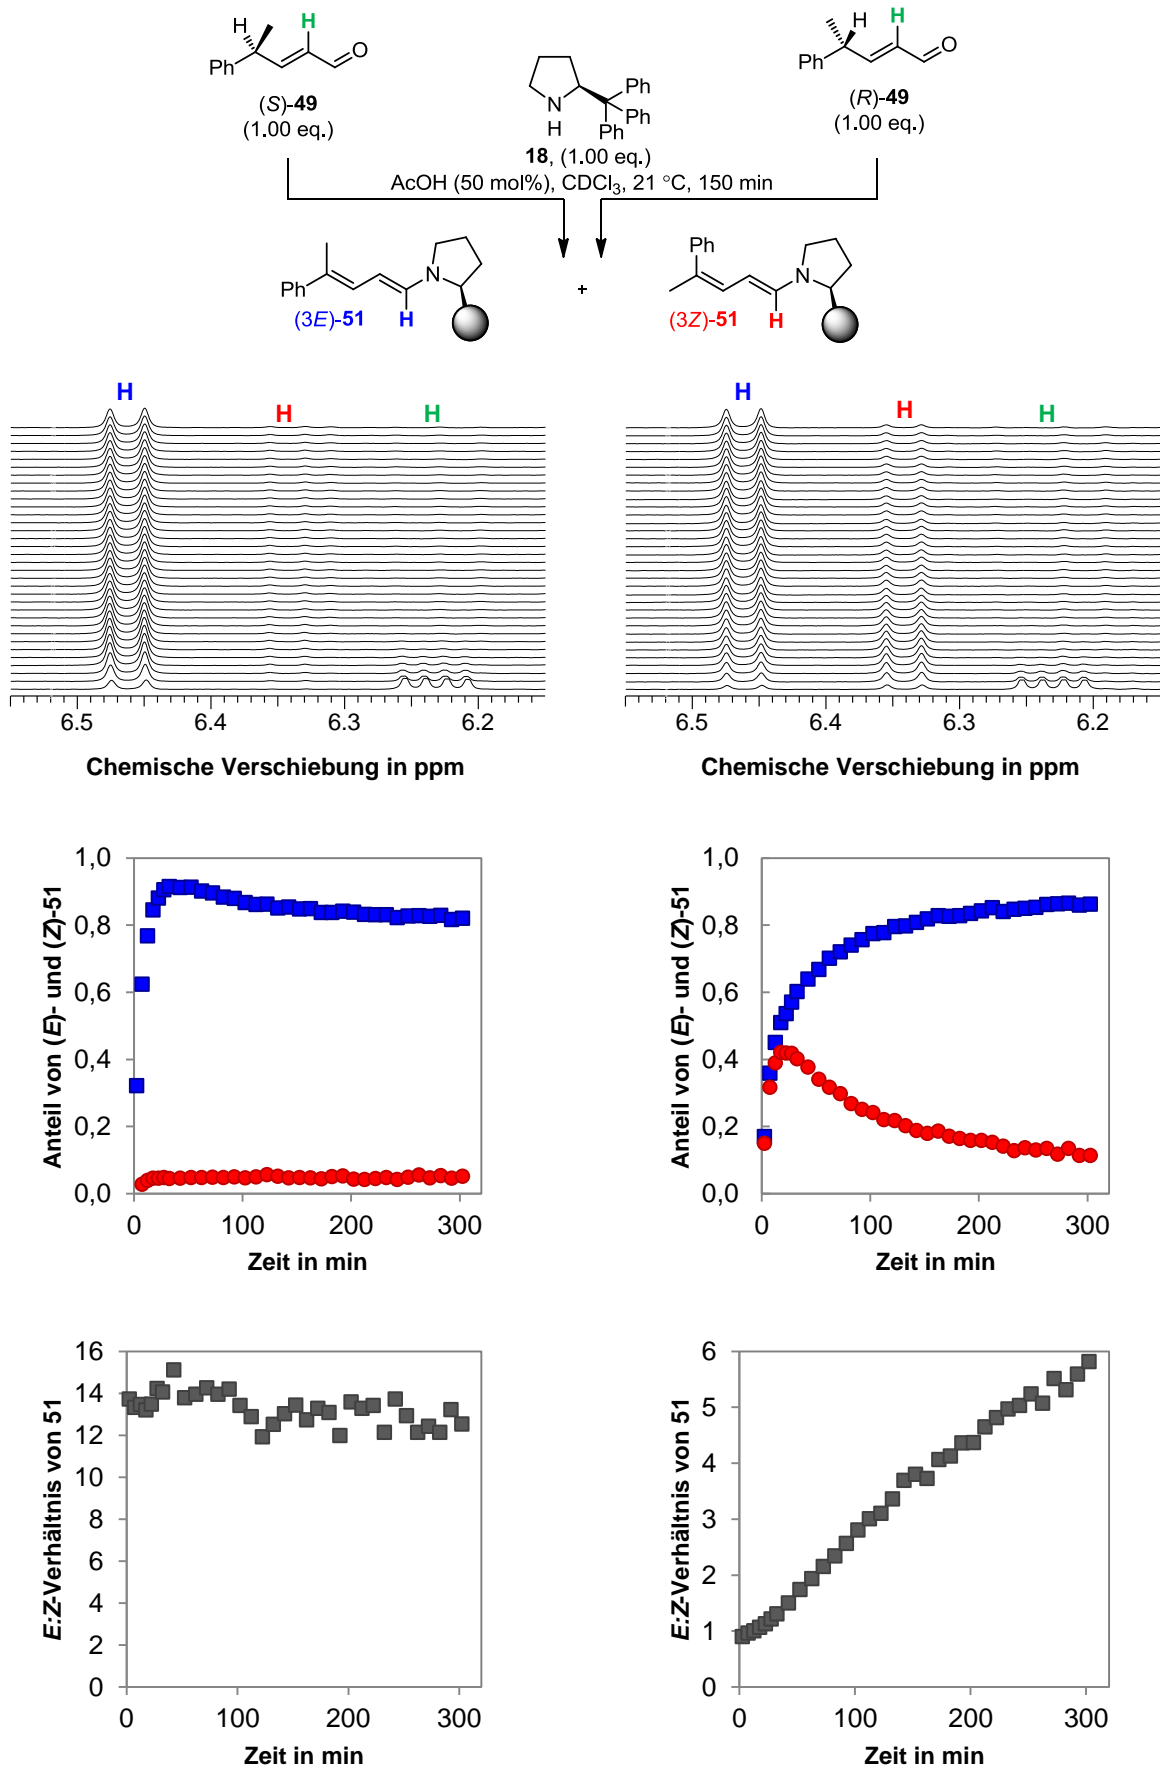 H H
Ph O
(S)-49
(1.00 eq.)
N
H
Ph
Ph
Ph
18, (1.00 eq.)
H H
Ph O
(R)-49
(1.00 eq.)
AcOH (50 mol%), CDCl3, 21 °C, 150 min
Ph N
(3E)-51 H
+
Ph N
(3Z)-51 H
H H H
6.5 6.4 6.3 6.2
Chemische Verschiebung in ppm
H H H
6.5 6.4 6.3 6.2
Chemische Verschiebung in ppm
Anteil von (E)- und (Z)-51
1,0
0,8
0,6
0,4
0,2
0,0
0 100 200 300
Zeit in min
Anteil von (E)- und (Z)-51
1,0
0,8
0,6
0,4
0,2
0,0
0 100 200 300
Zeit in min
E:Z-Verhältnis von 51
16
14
12
10
8
6
4
2
0
0 100 200 300
Zeit in min
E:Z-Verhältnis von 51
6
5
4
3
2
1
0
0 100 200 300
Zeit in min